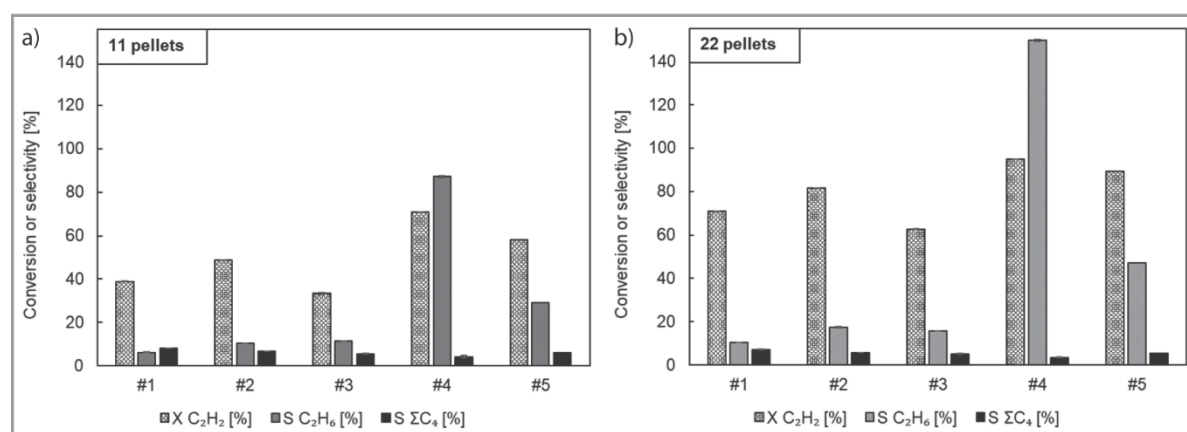 a)
11 pellets
Conversion or selectivity [%]
140
120
100
80
60
40
20
0
#1 #2 #3 #4 #5
X C₂H₂ [%] S C₂H₆ [%] S ΣC₄ [%]
b)
22 pellets
Conversion or selectivity [%]
140
120
100
80
60
40
20
0
#1 #2 #3 #4 #5
X C₂H₂ [%] S C₂H₆ [%] S ΣC₄ [%]